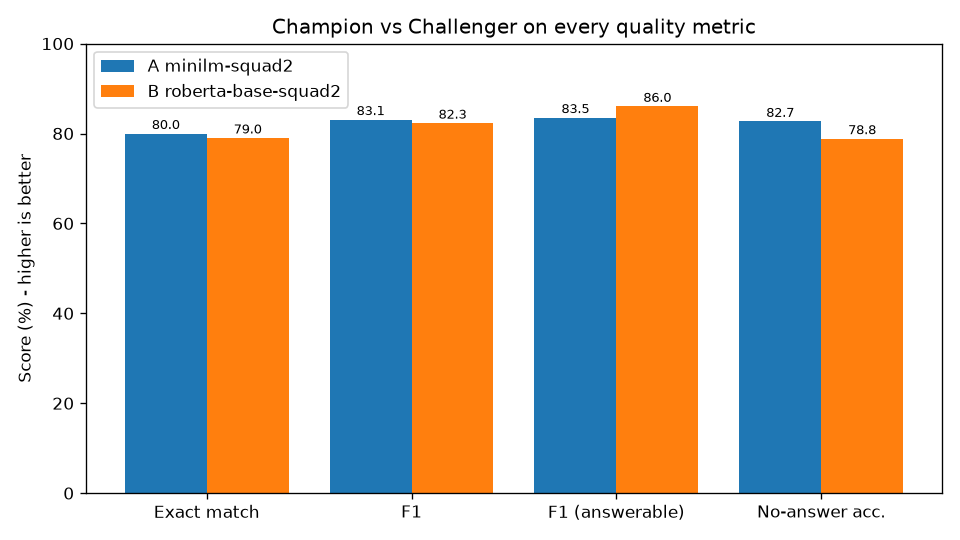 Champion vs Challenger on every quality metric
100
80
60
40
20
0
Score (%) - higher is better
A minilm-squad2
B roberta-base-squad2
80.0
79.0
83.1
82.3
83.5
86.0
82.7
78.8
Exact match
F1
F1 (answerable)
No-answer acc.